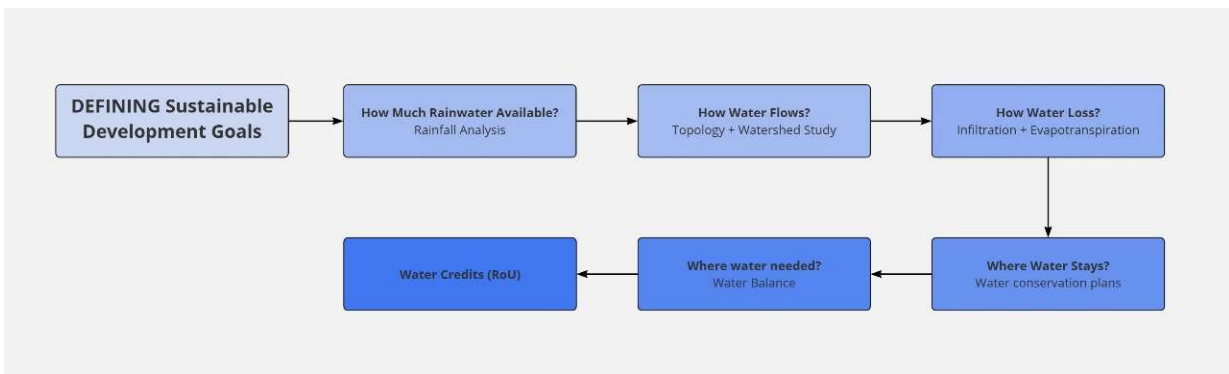 DEFINING Sustainable
Development Goals
How Much Rainwater Available?
Rainfall Analysis
How Water Flows?
Topology + Watershed Study
How Water Loss?
Infiltration + Evapotranspiration
Where Water Stays?
Water conservation plans
Where water needed?
Water Balance
Water Credits (RoU)